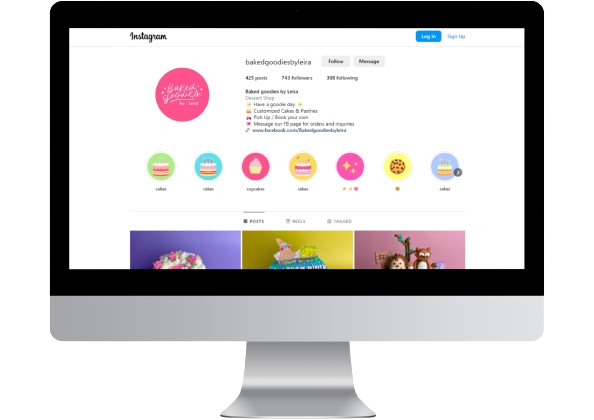 Instagram
Log In Sign Up
bakedgoodiesbyleira Follow Message
425 posts 743 followers 308 following
Baked goodies by Leira
Dessert Shop
✨ Have a goodie day ✨
🍰 Customized Cakes & Pastries
🚗 Pick Up / Book your own
💌 Message our FB page for orders and inquiries
🔗 www.facebook.com/Bakedgoodiesbyleira
Baked
goodies
by : Leira
cakes cakes cupcakes cakes cakes
POSTS REELS TAGGED